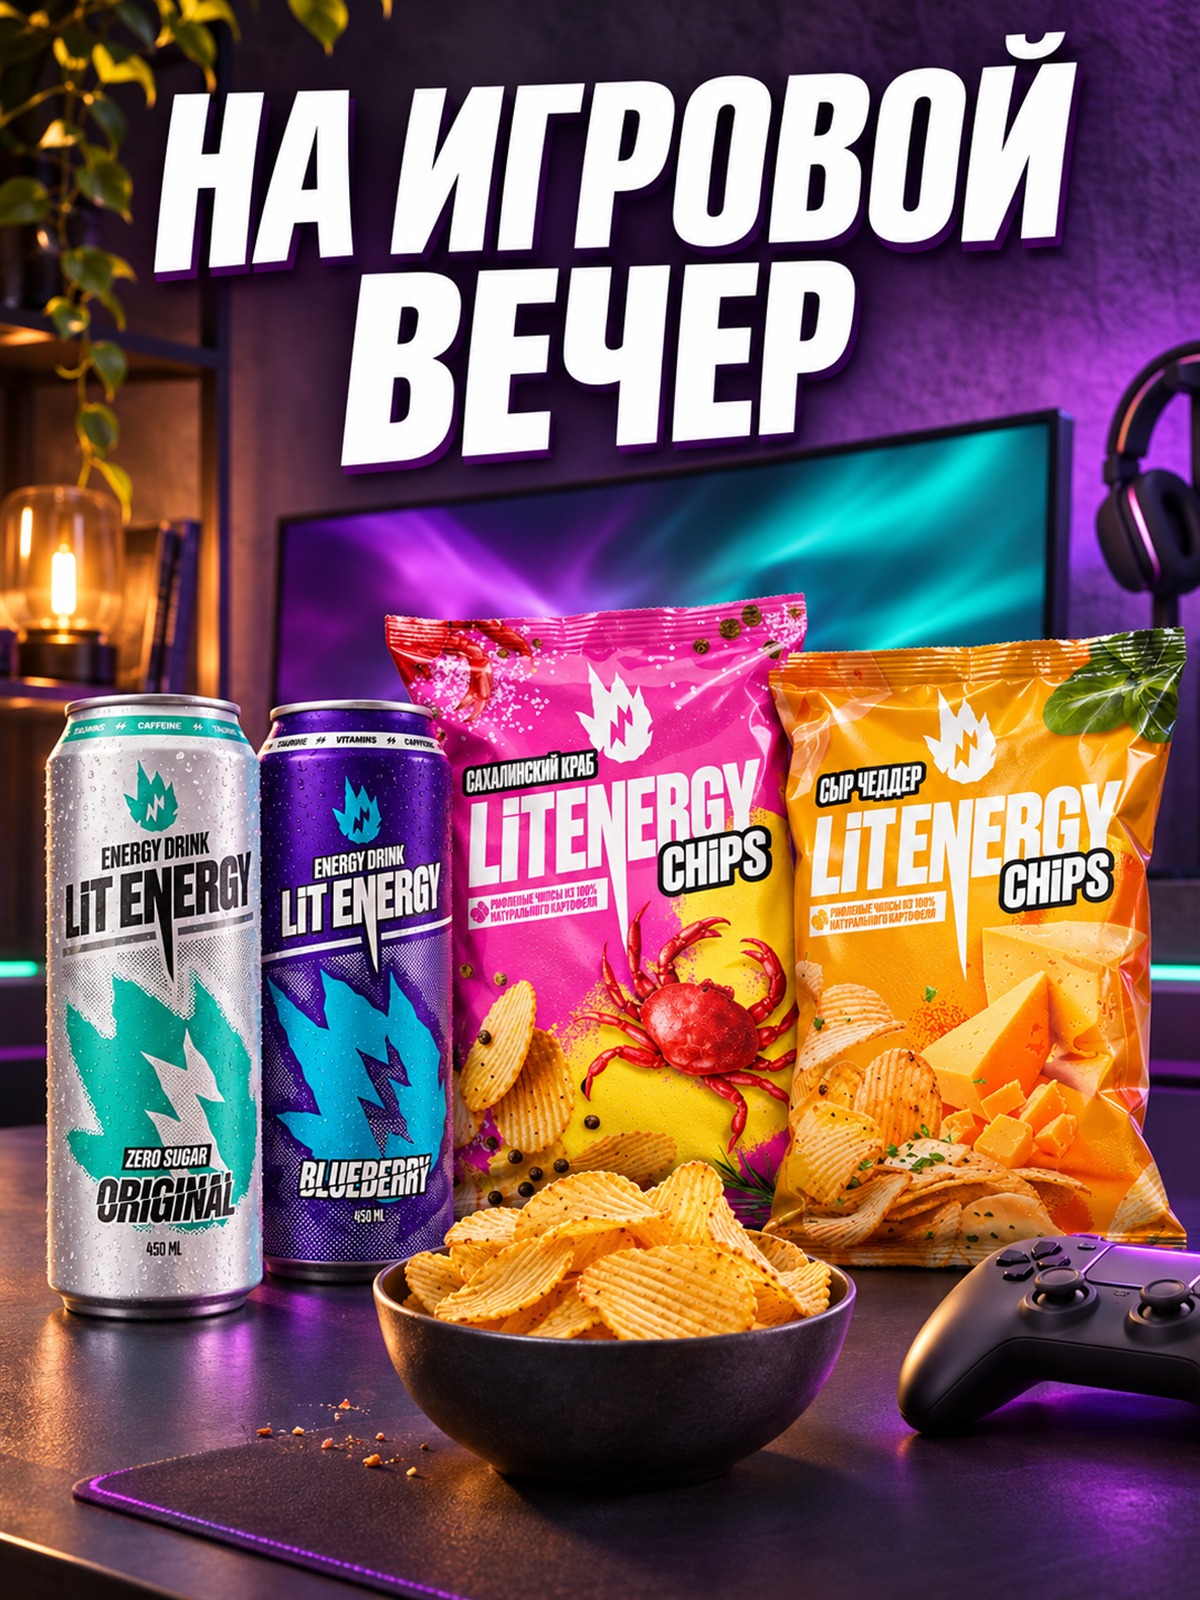 НА ИГРОВОЙ
ВЕЧЕР
CAFFEINE
ENERGY DRINK
LIT ENERGY
ZERO SUGAR
ORIGINAL
450 ML
VITAMINS
ENERGY DRINK
LIT ENERGY
BLUEBERRY
450 ML
САХАЛИНСКИЙ КРАБ
LITENERGY
CHIPS
РИФЛЕНЫЕ ЧИПСЫ ИЗ 100%
НАТУРАЛЬНОГО КАРТОФЕЛЯ
СЫР ЧЕДДЕР
LITENERGY
CHIPS
РИФЛЕНЫЕ ЧИПСЫ ИЗ 100%
НАТУРАЛЬНОГО КАРТОФЕЛЯ